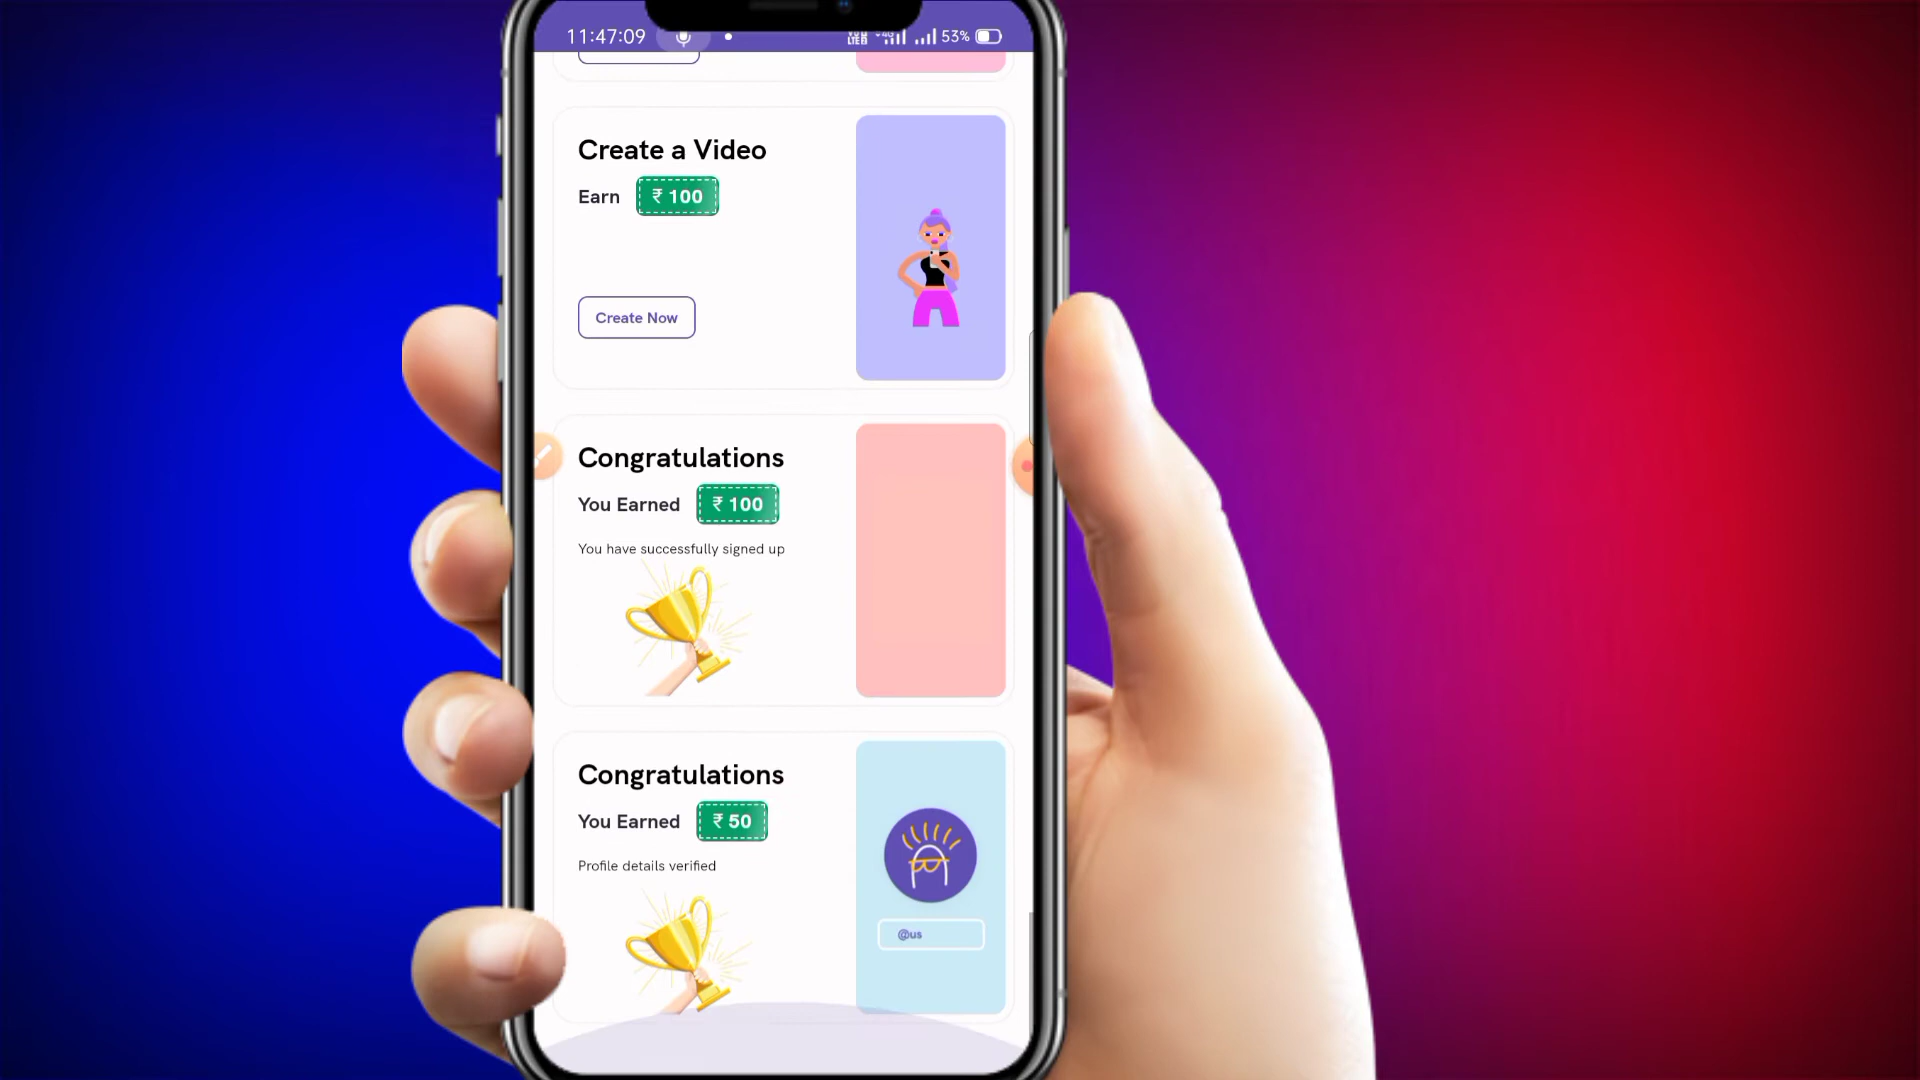 11:47:09
53%
Create a Video
Earn ₹ 100
Create Now
Congratulations
You Earned ₹ 100
You have successfully signed up
Congratulations
You Earned ₹ 50
Profile details verified
@us